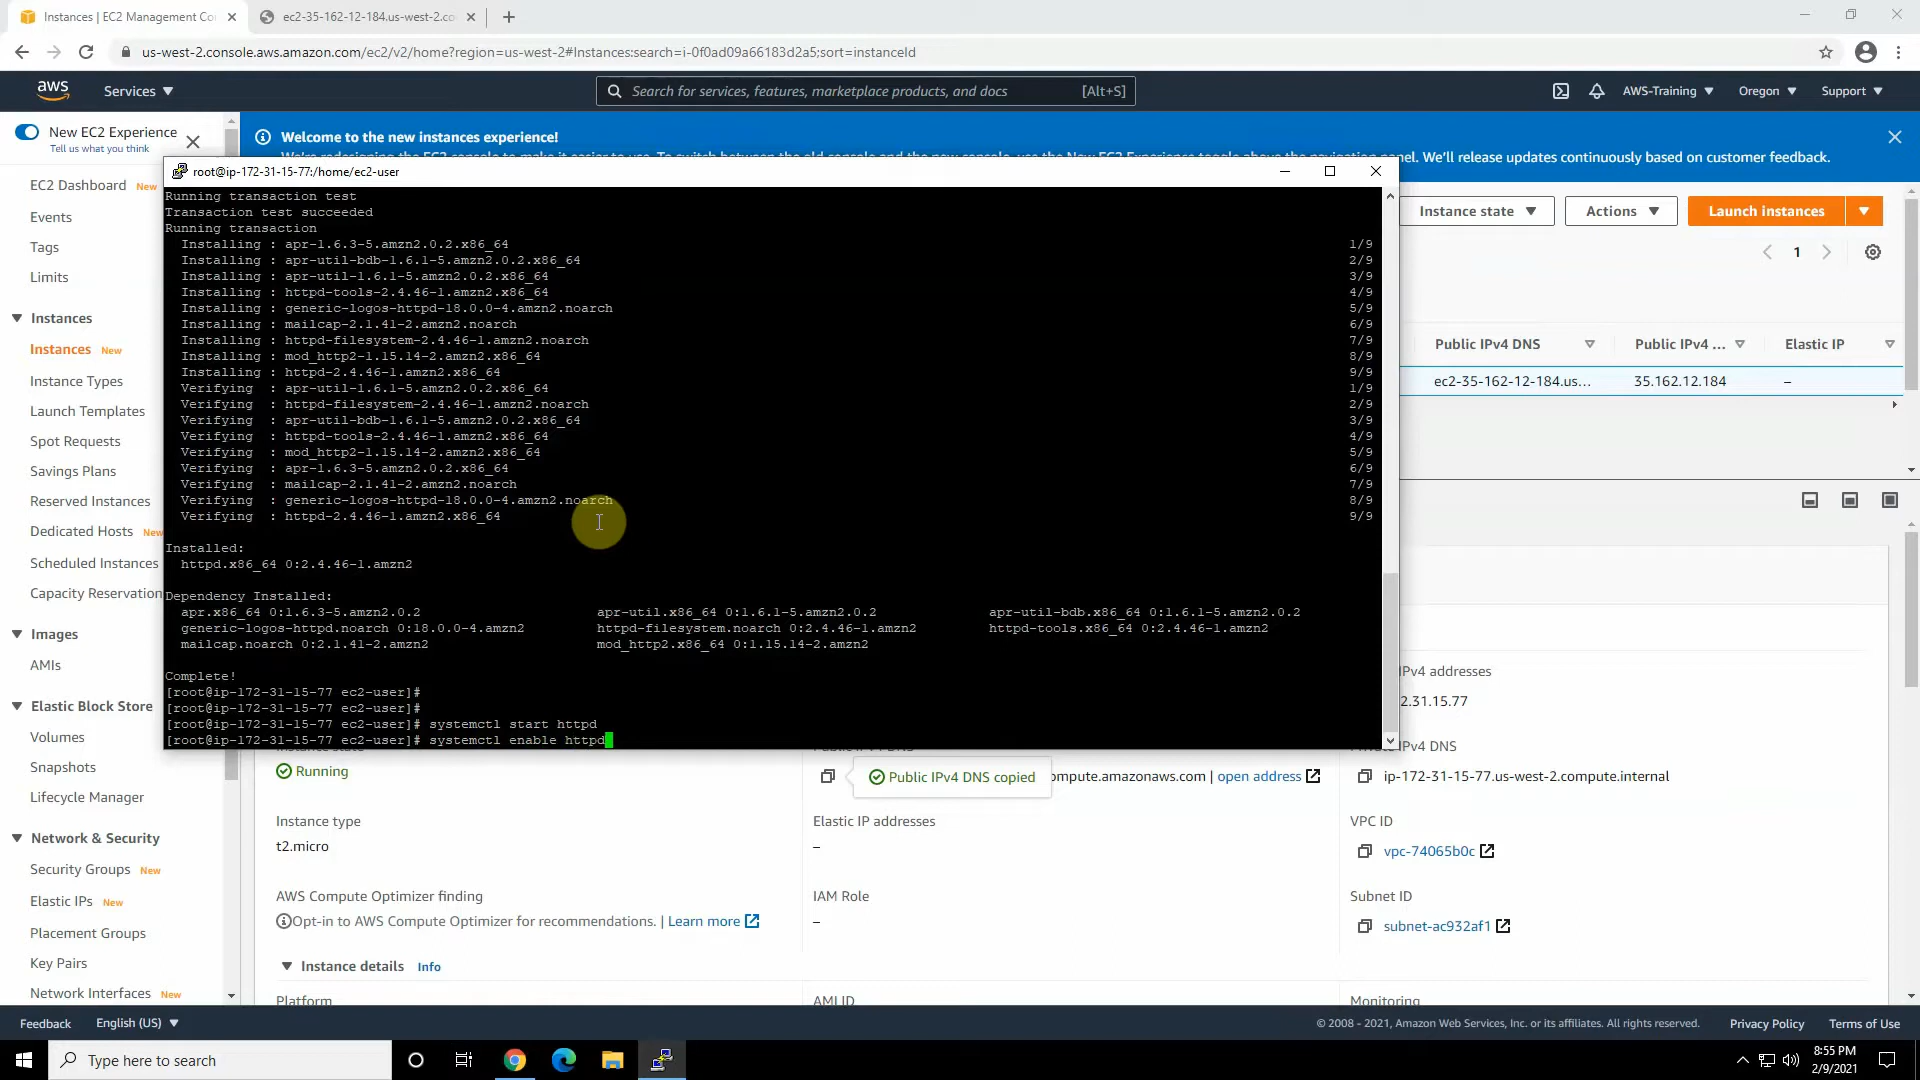 Instances | EC2 Management Co
ec2-35-162-12-184.us-west-2.co
us-west-2.console.aws.amazon.com/ec2/v2/home?region=us-west-2#Instances:search=i-0f0ad09a66183d2a5;sort=instanceId
aws
Services
Search for services, features, marketplace products, and docs
[Alt+S]
AWS-Training
Oregon
Support
New EC2 Experience
Tell us what you think
Welcome to the new instances experience!
We'll release updates continuously based on customer feedback.
root@ip-172-31-15-77:/home/ec2-user
EC2 Dashboard New
Events
Tags
Limits
Instances
Instances New
Instance Types
Launch Templates
Spot Requests
Savings Plans
Reserved Instances
Dedicated Hosts New
Scheduled Instances
Capacity Reservation
Images
AMIs
Elastic Block Store
Volumes
Snapshots
Lifecycle Manager
Network & Security
Security Groups New
Elastic IPs New
Placement Groups
Key Pairs
Network Interfaces New
Running transaction test
Transaction test succeeded
Running transaction
Installing : apr-1.6.3-5.amzn2.0.2.x86_64 1/9
Installing : apr-util-bdb-1.6.1-5.amzn2.0.2.x86_64 2/9
Installing : apr-util-1.6.1-5.amzn2.0.2.x86_64 3/9
Installing : httpd-tools-2.4.46-1.amzn2.x86_64 4/9
Installing : generic-logos-httpd-18.0.0-4.amzn2.noarch 5/9
Installing : mailcap-2.1.41-2.amzn2.noarch 6/9
Installing : httpd-filesystem-2.4.46-1.amzn2.noarch 7/9
Installing : mod_http2-1.15.14-2.amzn2.x86_64 8/9
Installing : httpd-2.4.46-1.amzn2.x86_64 9/9
Verifying : apr-util-1.6.1-5.amzn2.0.2.x86_64 1/9
Verifying : httpd-filesystem-2.4.46-1.amzn2.noarch 2/9
Verifying : apr-util-bdb-1.6.1-5.amzn2.0.2.x86_64 3/9
Verifying : httpd-tools-2.4.46-1.amzn2.x86_64 4/9
Verifying : mod_http2-1.15.14-2.amzn2.x86_64 5/9
Verifying : apr-1.6.3-5.amzn2.0.2.x86_64 6/9
Verifying : mailcap-2.1.41-2.amzn2.noarch 7/9
Verifying : generic-logos-httpd-18.0.0-4.amzn2.noarch 8/9
Verifying : httpd-2.4.46-1.amzn2.x86_64 9/9
Installed:
httpd.x86_64 0:2.4.46-1.amzn2
Dependency Installed:
apr.x86_64 0:1.6.3-5.amzn2.0.2 apr-util.x86_64 0:1.6.1-5.amzn2.0.2 apr-util-bdb.x86_64 0:1.6.1-5.amzn2.0.2
generic-logos-httpd.noarch 0:18.0.0-4.amzn2 httpd-filesystem.noarch 0:2.4.46-1.amzn2 httpd-tools.x86_64 0:2.4.46-1.amzn2
mailcap.noarch 0:2.1.41-2.amzn2 mod_http2.x86_64 0:1.15.14-2.amzn2
Complete!
[root@ip-172-31-15-77 ec2-user]#
[root@ip-172-31-15-77 ec2-user]#
[root@ip-172-31-15-77 ec2-user]# systemctl start httpd
[root@ip-172-31-15-77 ec2-user]# systemctl enable httpd
Instance state
Actions
Launch instances
1
Public IPv4 DNS
Public IPv4 ...
Elastic IP
ec2-35-162-12-184.us...
35.162.12.184
–
IPv4 addresses
2.31.15.77
IPv4 DNS
Running
Public IPv4 DNS copied
ompute.amazonaws.com | open address
ip-172-31-15-77.us-west-2.compute.internal
Instance type
t2.micro
Elastic IP addresses
–
VPC ID
vpc-74065b0c
AWS Compute Optimizer finding
Opt-in to AWS Compute Optimizer for recommendations. | Learn more
IAM Role
–
Subnet ID
subnet-ac932af1
Instance details Info
Platform
AMI ID
Monitoring
Feedback
English (US)
© 2008 - 2021, Amazon Web Services, Inc. or its affiliates. All rights reserved.
Privacy Policy
Terms of Use
Type here to search
8:55 PM
2/9/2021